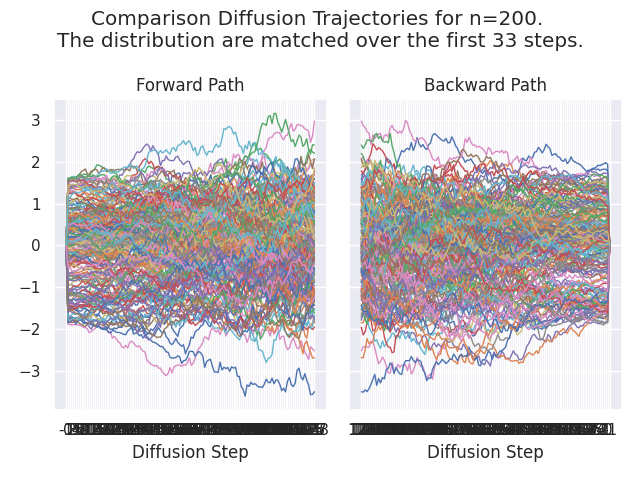 Comparison Diffusion Trajectories for n=200.
The distribution are matched over the first 33 steps.
Forward Path
Backward Path
3
2
1
0
−1
−2
−3
Diffusion Step
Diffusion Step